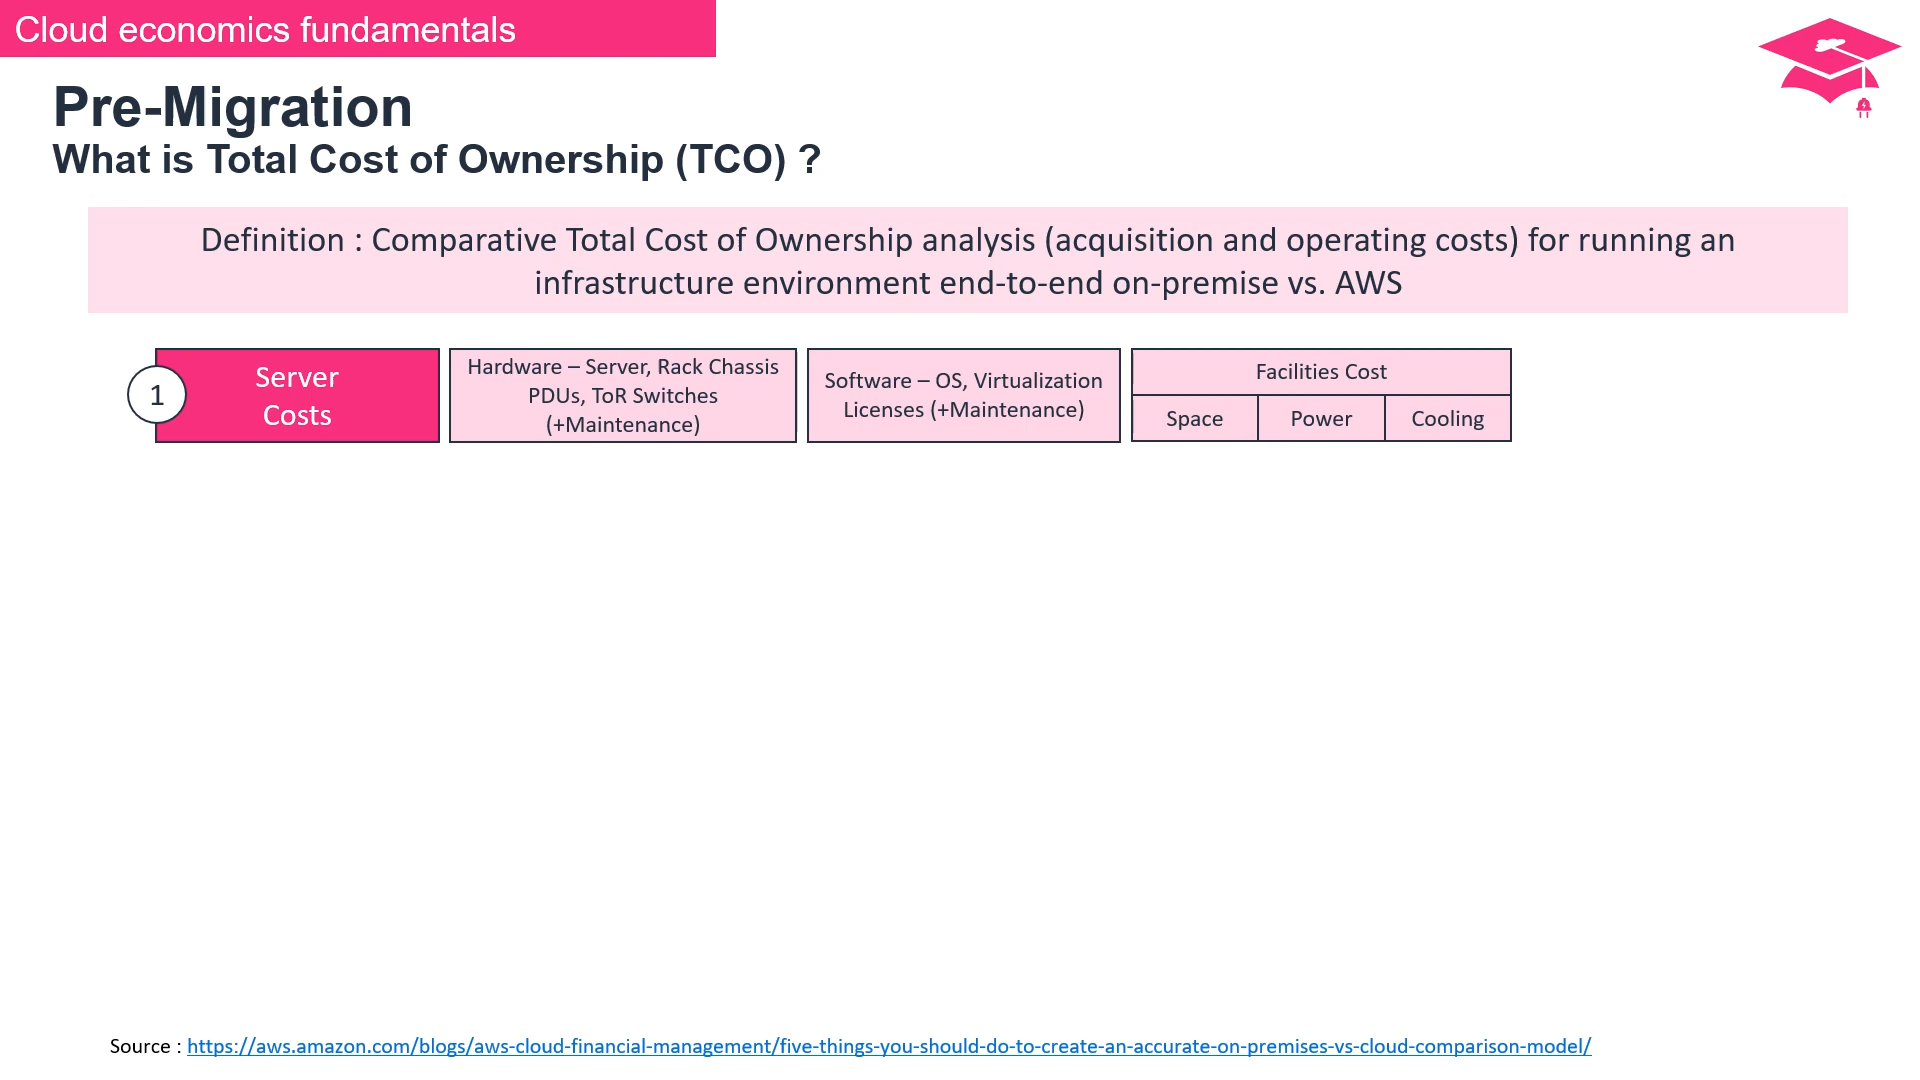 Cloud economics fundamentals
Pre-Migration
What is Total Cost of Ownership (TCO) ?
Definition : Comparative Total Cost of Ownership analysis (acquisition and operating costs) for running an
infrastructure environment end-to-end on-premise vs. AWS
1
Server
Costs
Hardware – Server, Rack Chassis
PDUs, ToR Switches
(+Maintenance)
Software – OS, Virtualization
Licenses (+Maintenance)
Facilities Cost
Space
Power
Cooling
Source : https://aws.amazon.com/blogs/aws-cloud-financial-management/five-things-you-should-do-to-create-an-accurate-on-premises-vs-cloud-comparison-model/